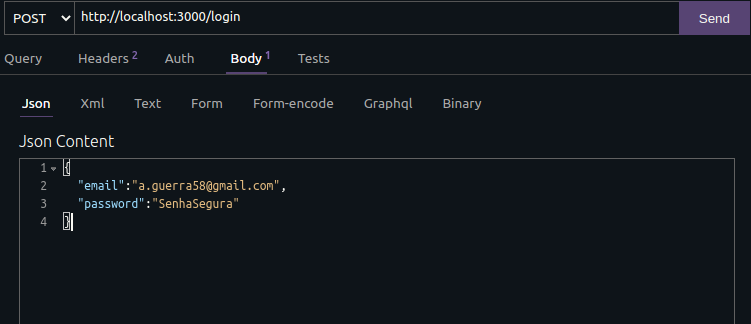 POST http://localhost:3000/login Send
Query Headers 2 Auth Body 1 Tests
Json Xml Text Form Form-encode Graphql Binary
Json Content
1 {
2 "email":"a.guerra58@gmail.com",
3 "password":"SenhaSegura"
4 }